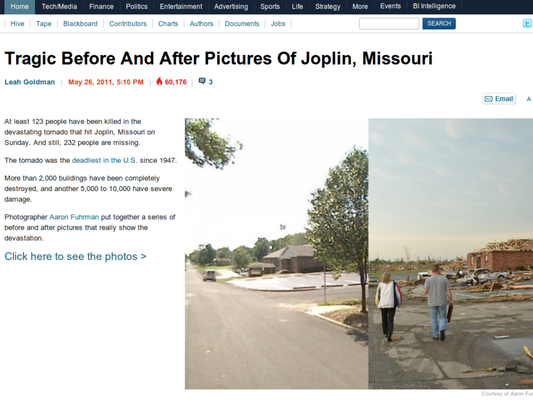 Home Tech/Media Finance Politics Entertainment Advertising Sports Life Strategy More Events BI Intelligence
Hive Tape Blackboard Contributors Charts Authors Documents Jobs SEARCH
Tragic Before And After Pictures Of Joplin, Missouri
Leah Goldman | May 26, 2011, 5:10 PM | 60,176 | 3
Email A
At least 123 people have been killed in the
devastating tornado that hit Joplin, Missouri on
Sunday. And still, 232 people are missing.
The tornado was the deadliest in the U.S. since 1947.
More than 2,000 buildings have been completely
destroyed, and another 5,000 to 10,000 have severe
damage.
Photographer Aaron Fuhrman put together a series of
before and after pictures that really show the
devastation.
Click here to see the photos >
Courtesy of Aaron Fuh